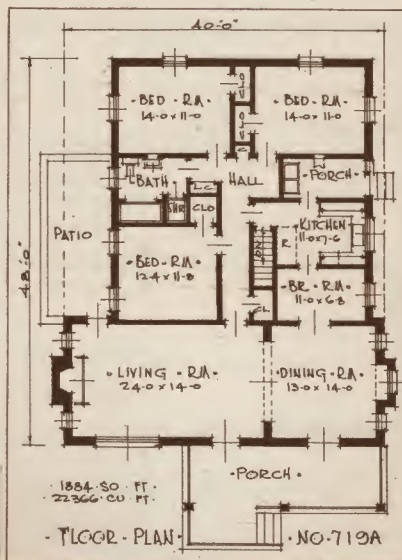 40'-0"
CLO
BED - RM
14-0 x 11-0
BED - RM
14-0 x 11-0
CLO
48'-0"
BATH
HALL
PORCH
L.C.
SHR
CLO
PATIO
KITCHEN
11-0 x 7-6
R.
BED - RM
12-4 x 11-8
BR - RM
11-0 x 6-8
CL
LIVING - RM
24-0 x 14-0
DINING - RM
13-0 x 14-0
PORCH
1884 SQ FT
22366 CU FT
FLOOR - PLAN - NO - 719A